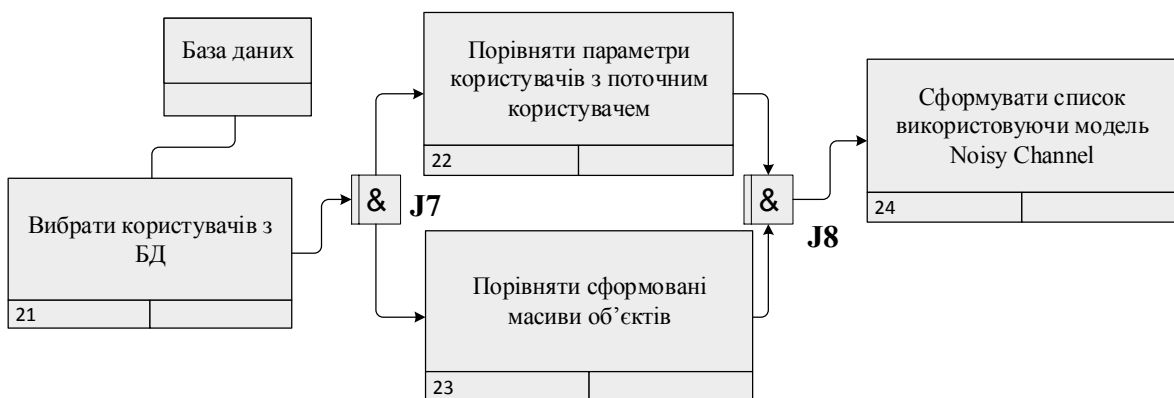 База даних
Вибрати користувачів з
БД
21
&
J7
Порівняти параметри
користувачів з поточним
користувачем
22
Порівняти сформовані
масиви об’єктів
23
&
J8
Сформувати список
використовуючи модель
Noisy Channel
24